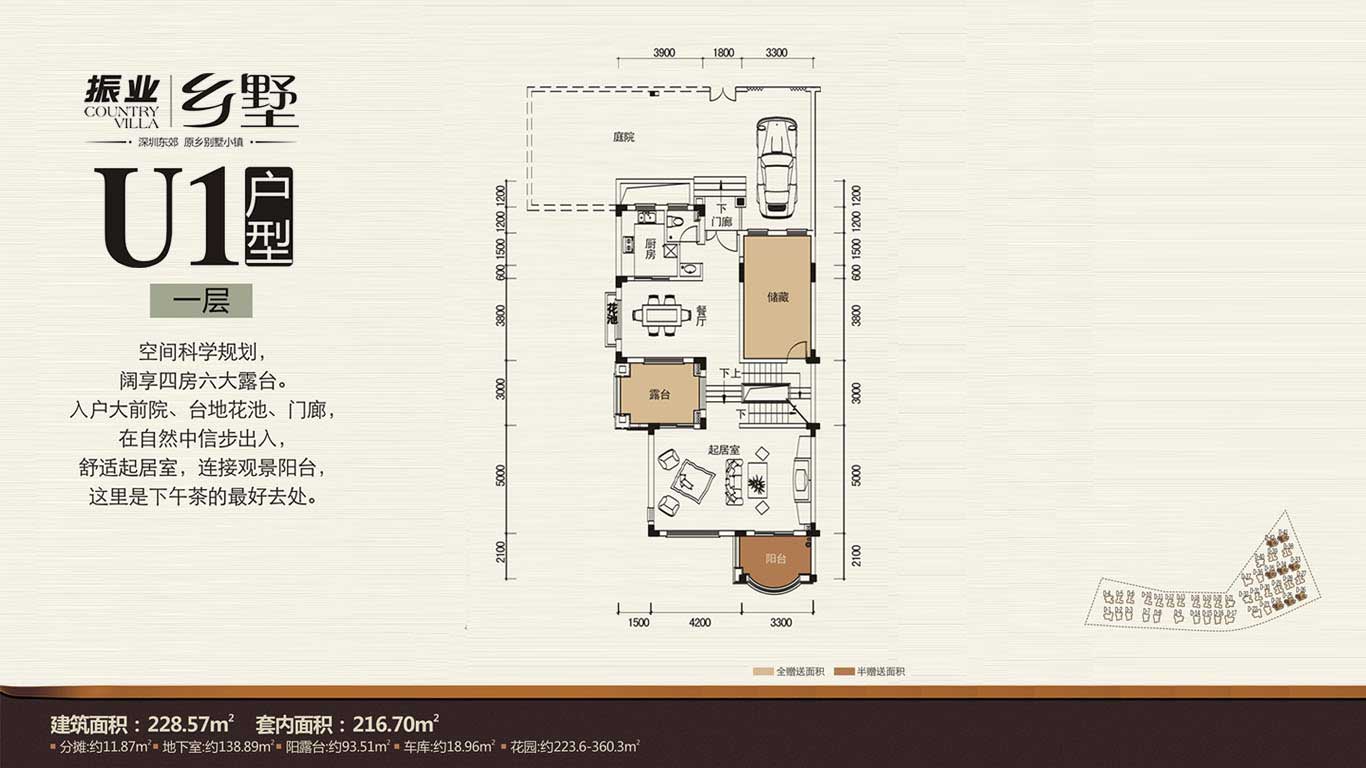 振业 乡墅
COUNTRY
VILLA
深圳东郊 原乡别墅小镇
U1户型
一层
空间科学规划，
阔享四房六大露台。
入户大前院、台地花池、门廊，
在自然中信步出入，
舒适起居室，连接观景阳台，
这里是下午茶的最好去处。
3900 1800 3300
庭院
下
门廊
厨房
储藏
花池
餐厅
下上
露台
下
起居室
阳台
1200
1200
1500
600
3800
3000
5000
2100
1200
1200
1500
600
3800
3000
5000
2100
1500 4200 3300
全赠送面积 半赠送面积
建筑面积：228.57㎡ 套内面积：216.70㎡
分摊:约11.87㎡ 地下室:约138.89㎡ 阳露台:约93.51㎡ 车库:约18.96㎡ 花园:约223.6-360.3㎡